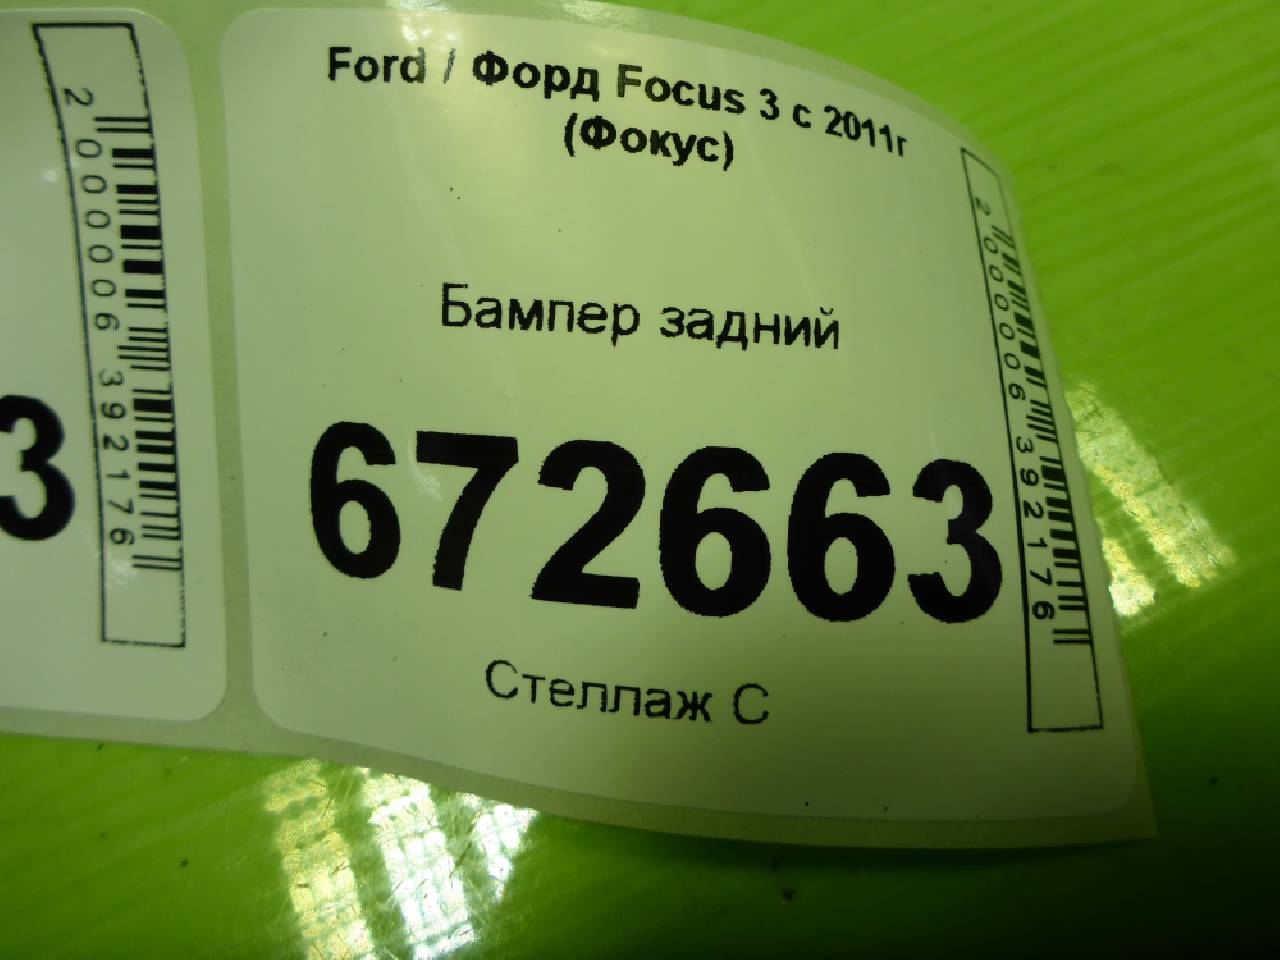 2000006392176
3
Ford / Форд Focus 3 с 2011г
(Фокус)
Бампер задний
672663
Стеллаж С
2000006392176